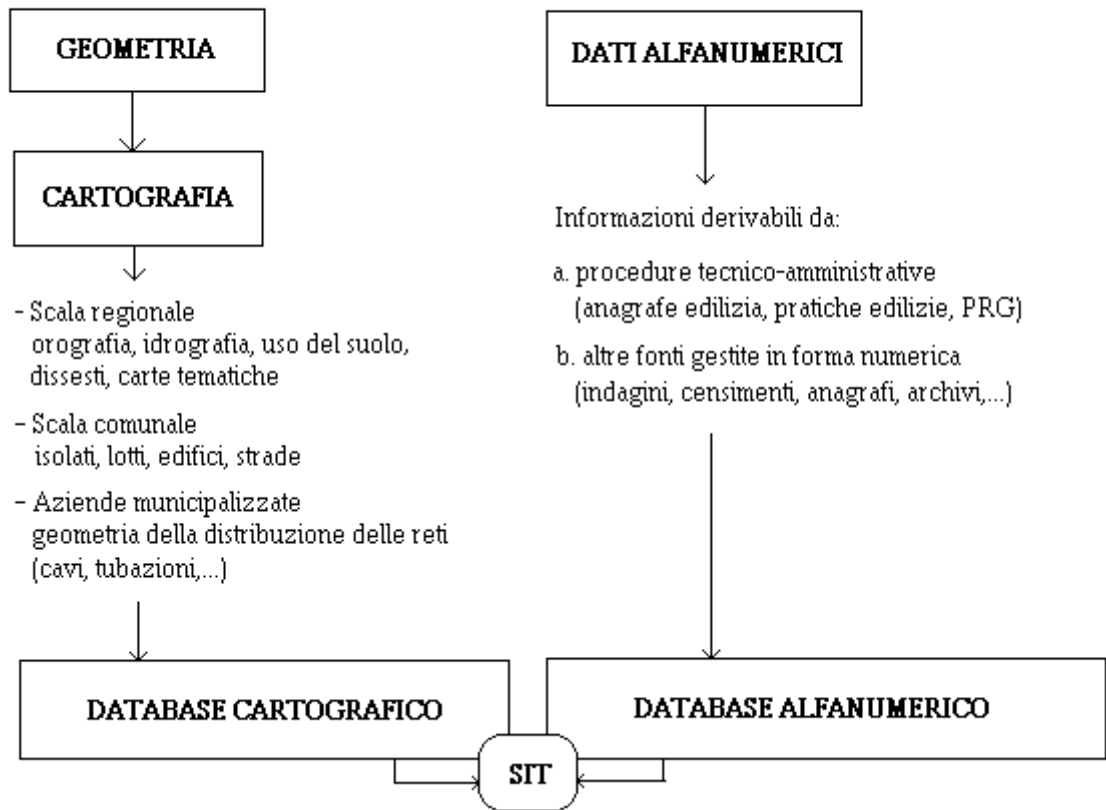 GEOMETRIA
CARTOGRAFIA
- Scala regionale
orografia, idrografia, uso del suolo,
dissesti, carte tematiche
- Scala comunale
isolati, lotti, edifici, strade
- Aziende municipalizzate
geometria della distribuzione delle reti
(cavi, tubazioni,...)
DATABASE CARTOGRAFICO
DATI ALFANUMERICI
Informazioni derivabili da:
a. procedure tecnico-amministrative
(anagrafe edilizia, pratiche edilizie, PRG)
b. altre fonti gestite in forma numerica
(indagini, censimenti, anagrafi, archivi,...)
DATABASE ALFANUMERICO
SIT